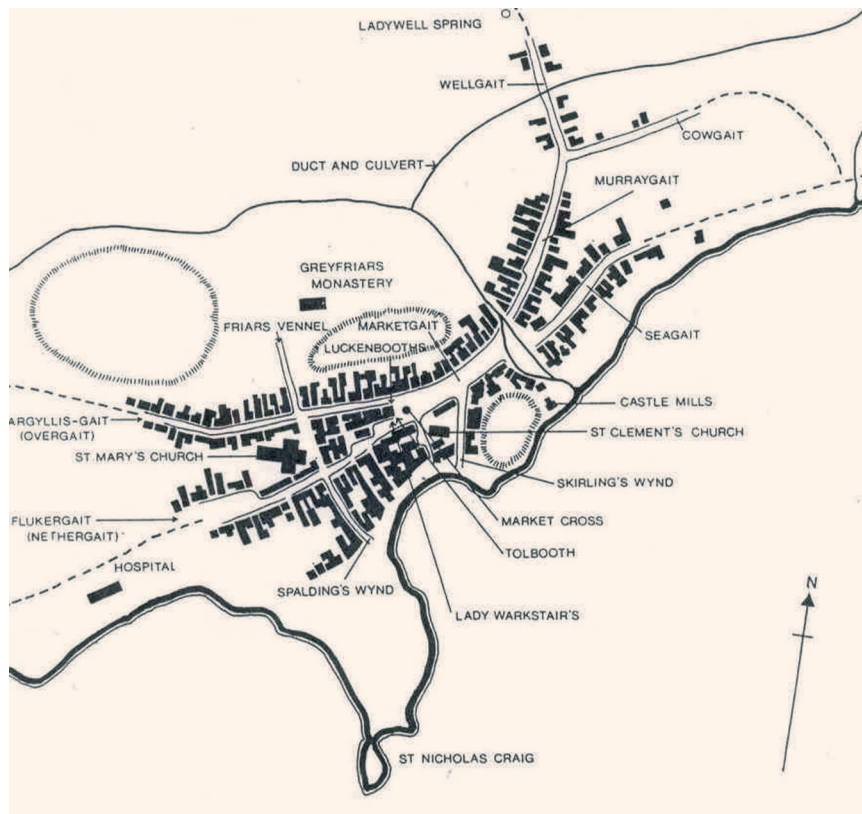 LADYWELL SPRING
WELLGAIT
COWGAIT
DUCT AND CULVERT
MURRAYGAIT
GREYFRIARS
MONASTERY
FRIARS VENNEL
MARKETGAIT
LUCKENBOOTHS
SEAGAIT
CASTLE MILLS
ARGYLLIS-GAIT
(OVERGAIT)
ST CLEMENT'S CHURCH
ST MARY'S CHURCH
SKIRLING'S WYND
FLUKERGAIT
(NETHERGAIT)
MARKET CROSS
TOLBOOTH
HOSPITAL
SPALDING'S WYND
LADY WARKSTAIR'S
N
ST NICHOLAS CRAIG